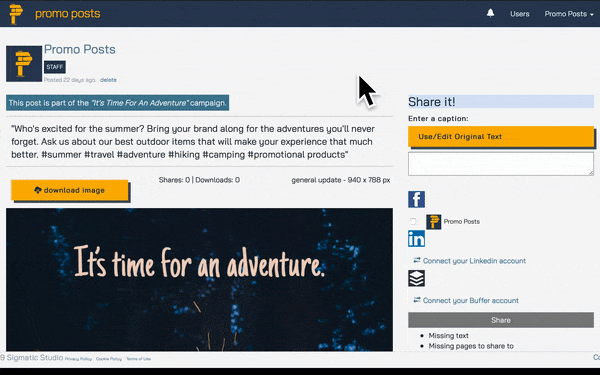 promo posts
Users
Promo Posts
Promo Posts
STAFF
Posted 22 days ago. delete
This post is part of the "It's Time For An Adventure" campaign.
"Who's excited for the summer? Bring your brand along for the adventures you'll never
forget. Ask us about our best outdoor items that will make your experience that much
better. #summer #travel #adventure #hiking #camping #promotional products"
download image
Shares: 0 | Downloads: 0
general update - 940 x 788 px
It's time for an adventure.
Share it!
Enter a caption:
Use/Edit Original Text
Promo Posts
Connect your Linkedin account
Connect your Buffer account
Share
Missing text
Missing pages to share to
9 Sigmatic Studio Privacy Policy Cookie Policy Terms of Use
Co